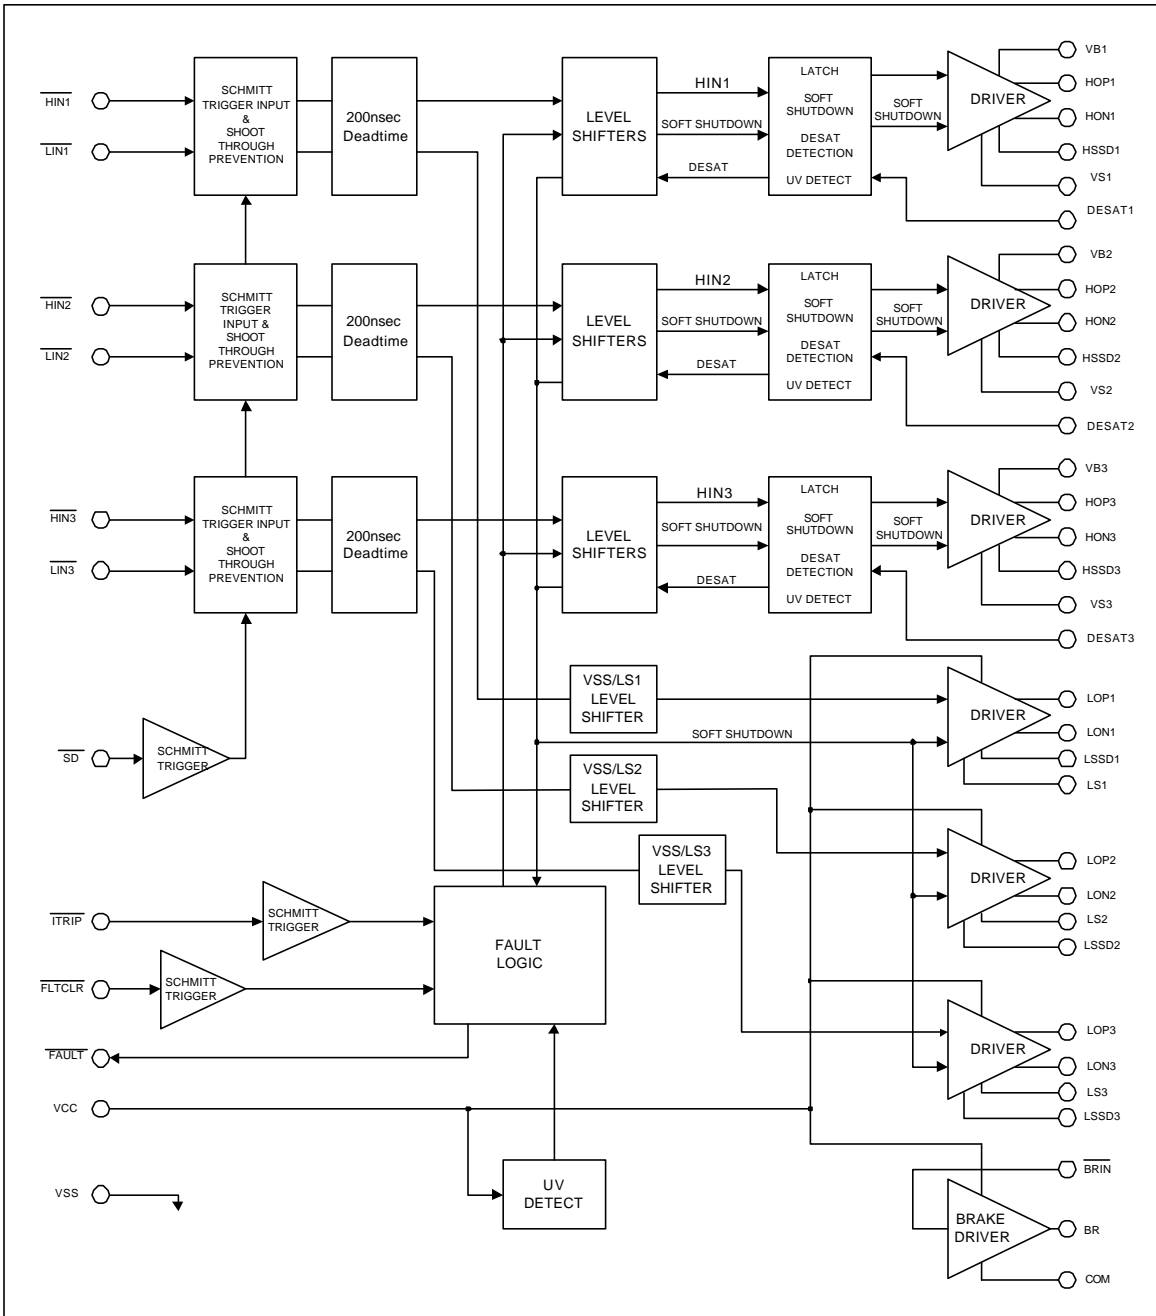 HIN1
LIN1
SCHMITT
TRIGGER INPUT
&
SHOOT
THROUGH
PREVENTION
200nsec
Deadtime
LEVEL
SHIFTERS
HIN1
SOFT SHUTDOWN
DESAT
LATCH
SOFT
SHUTDOWN
DESAT
DETECTION
UV DETECT
SOFT
SHUTDOWN
DRIVER
VB1
HOP1
HON1
HSSD1
VS1
DESAT1
HIN2
LIN2
SCHMITT
TRIGGER
INPUT &
SHOOT
THROUGH
PREVENTION
200nsec
Deadtime
LEVEL
SHIFTERS
HIN2
SOFT SHUTDOWN
DESAT
LATCH
SOFT
SHUTDOWN
DESAT
DETECTION
UV DETECT
SOFT
SHUTDOWN
DRIVER
VB2
HOP2
HON2
HSSD2
VS2
DESAT2
HIN3
LIN3
SCHMITT
TRIGGER INPUT
&
SHOOT
THROUGH
PREVENTION
200nsec
Deadtime
LEVEL
SHIFTERS
HIN3
SOFT SHUTDOWN
DESAT
LATCH
SOFT
SHUTDOWN
DESAT
DETECTION
UV DETECT
SOFT
SHUTDOWN
DRIVER
VB3
HOP3
HON3
HSSD3
VS3
DESAT3
SD
SCHMITT
TRIGGER
VSS/LS1
LEVEL
SHIFTER
SOFT SHUTDOWN
DRIVER
LOP1
LON1
LSSD1
LS1
VSS/LS2
LEVEL
SHIFTER
DRIVER
LOP2
LON2
LS2
LSSD2
VSS/LS3
LEVEL
SHIFTER
ITRIP
SCHMITT
TRIGGER
FAULT
LOGIC
FLTCLR
SCHMITT
TRIGGER
DRIVER
LOP3
LON3
LS3
LSSD3
FAULT
VCC
VSS
UV
DETECT
BRAKE
DRIVER
BRIN
BR
COM